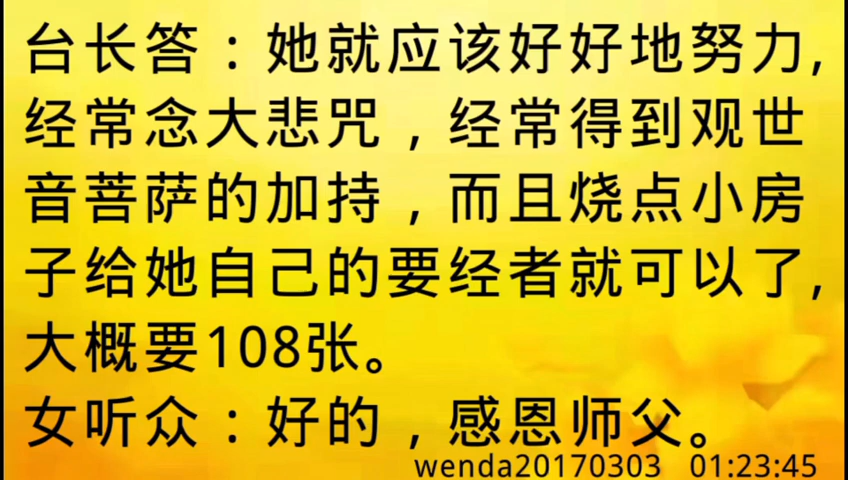 台长答：她就应该好好地努力,
经常念大悲咒，经常得到观世
音菩萨的加持，而且烧点小房
子给她自己的要经者就可以了,
大概要108张。
女听众：好的，感恩师父。
wenda20170303 01:23:45